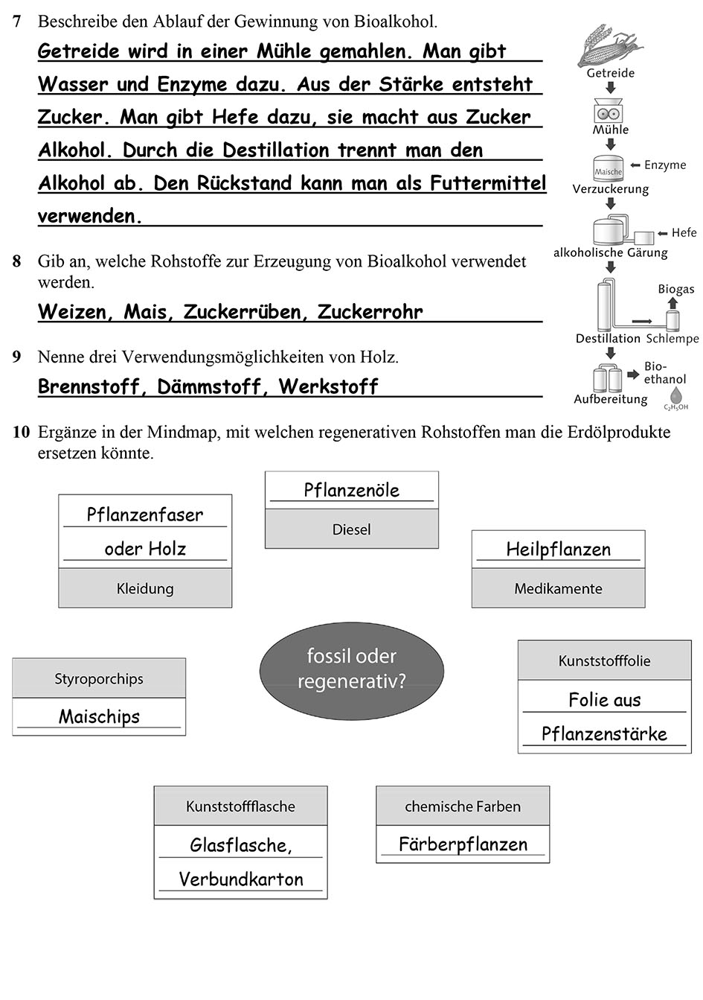 7 Beschreibe den Ablauf der Gewinnung von Bioalkohol.
Getreide wird in einer Mühle gemahlen. Man gibt
Wasser und Enzyme dazu. Aus der Stärke entsteht
Zucker. Man gibt Hefe dazu, sie macht aus Zucker
Alkohol. Durch die Destillation trennt man den
Alkohol ab. Den Rückstand kann man als Futtermittel
verwenden.
Getreide
Mühle
Maische
Enzyme
Verzuckerung
Hefe
alkoholische Gärung
Biogas
Destillation Schlempe
Bio-
ethanol
Aufbereitung
C₂H₅OH
8 Gib an, welche Rohstoffe zur Erzeugung von Bioalkohol verwendet
werden.
Weizen, Mais, Zuckerrüben, Zuckerrohr
9 Nenne drei Verwendungsmöglichkeiten von Holz.
Brennstoff, Dämmstoff, Werkstoff
10 Ergänze in der Mindmap, mit welchen regenerativen Rohstoffen man die Erdölprodukte
ersetzen könnte.
Pflanzenfaser
oder Holz
Kleidung
Pflanzenöle
Diesel
Heilpflanzen
Medikamente
fossil oder
regenerativ?
Styroporchips
Maischips
Kunststofffolie
Folie aus
Pflanzenstärke
Kunststoffflasche
Glasflasche,
Verbundkarton
chemische Farben
Färberpflanzen